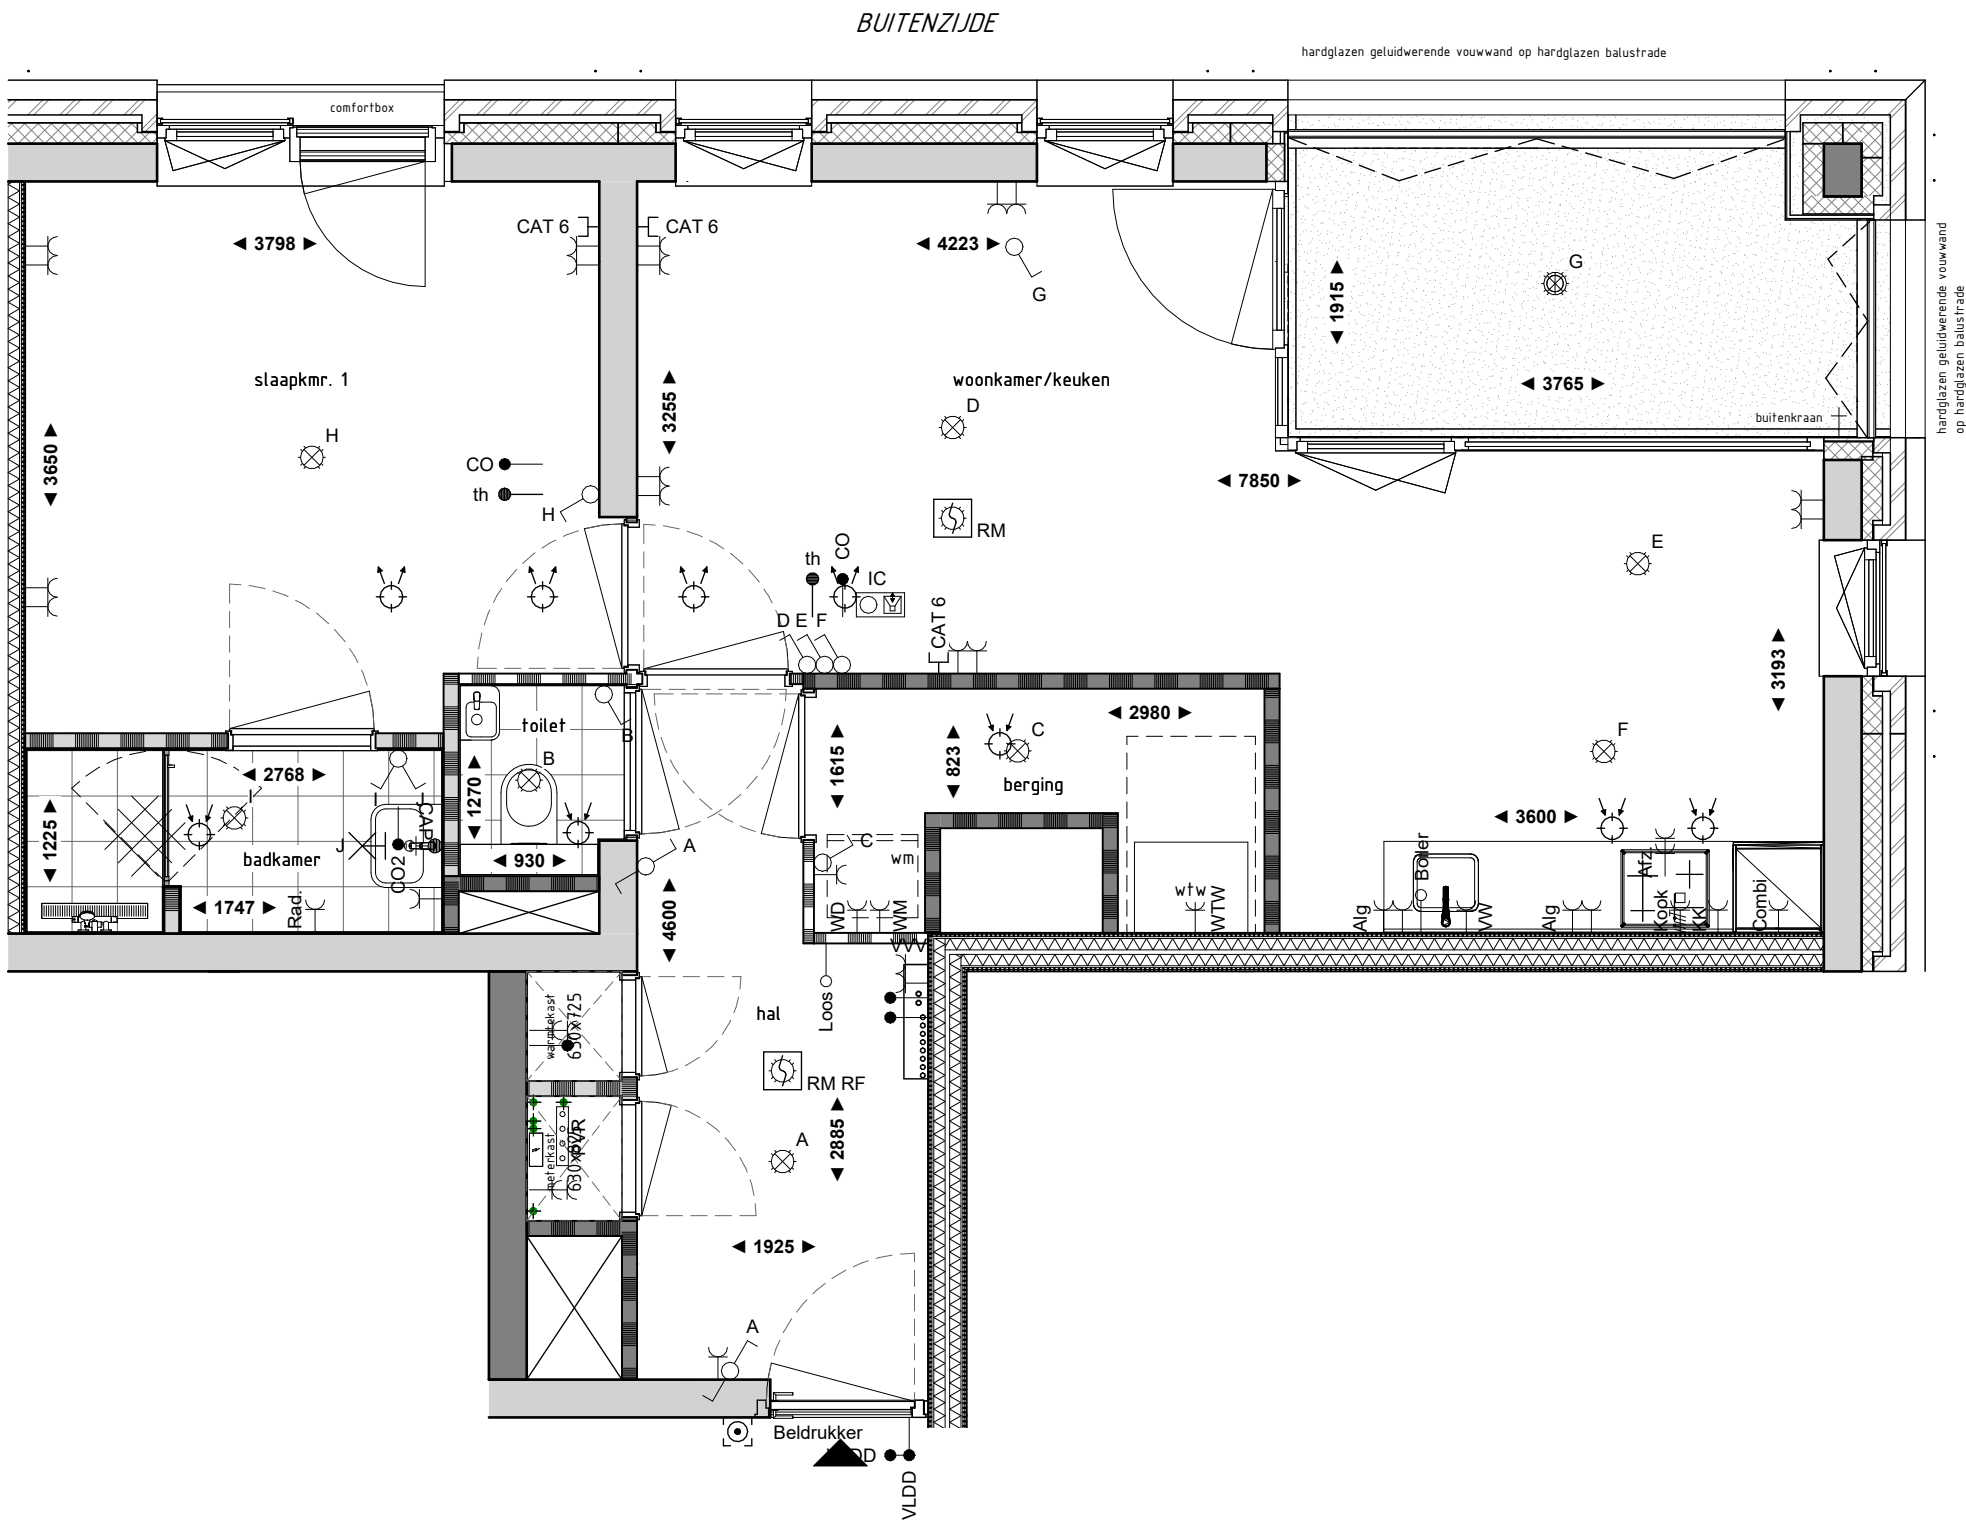 BUITENZIJDE
hardglazen geluidwerende vouwwand op hardglazen balustrade
comfortbox
CAT 6
CAT 6
◄ 3798 ►
◄ 4223 ►
G
G
◄ 1915 ►
hardglazen geluidwerende vouwwand
op hardglazen balustrade
slaapkmr. 1
woonkamer/keuken
◄ 3765 ►
◄ 3255 ►
D
buitenkraan
H
◄ 3650 ►
CO
th
H
◄ 7850 ►
RM
E
th
CO
IC
D E F
CAT 6
◄ 3193 ►
◄ 2980 ►
toilet
B
B
C
F
◄ 1615 ►
◄ 823 ►
berging
◄ 2768 ►
I
I
J
◄ 1270 ►
◄ 1225 ►
CAP
J
badkamer
CO2
◄ 930 ►
A
C
wm
◄ 3600 ►
Boiler
Afz.
◄ 1747 ►
Rad.
◄ 4600 ►
WD
WM
wtw
WTW
Alg
VW
Alg
Kook
KK
Combi
VVV
Loos
hal
warmtekast
630x725
RM RF
meterkast
630x825
◄ 2885 ►
A
◄ 1925 ►
A
Beldrukker
VLDD